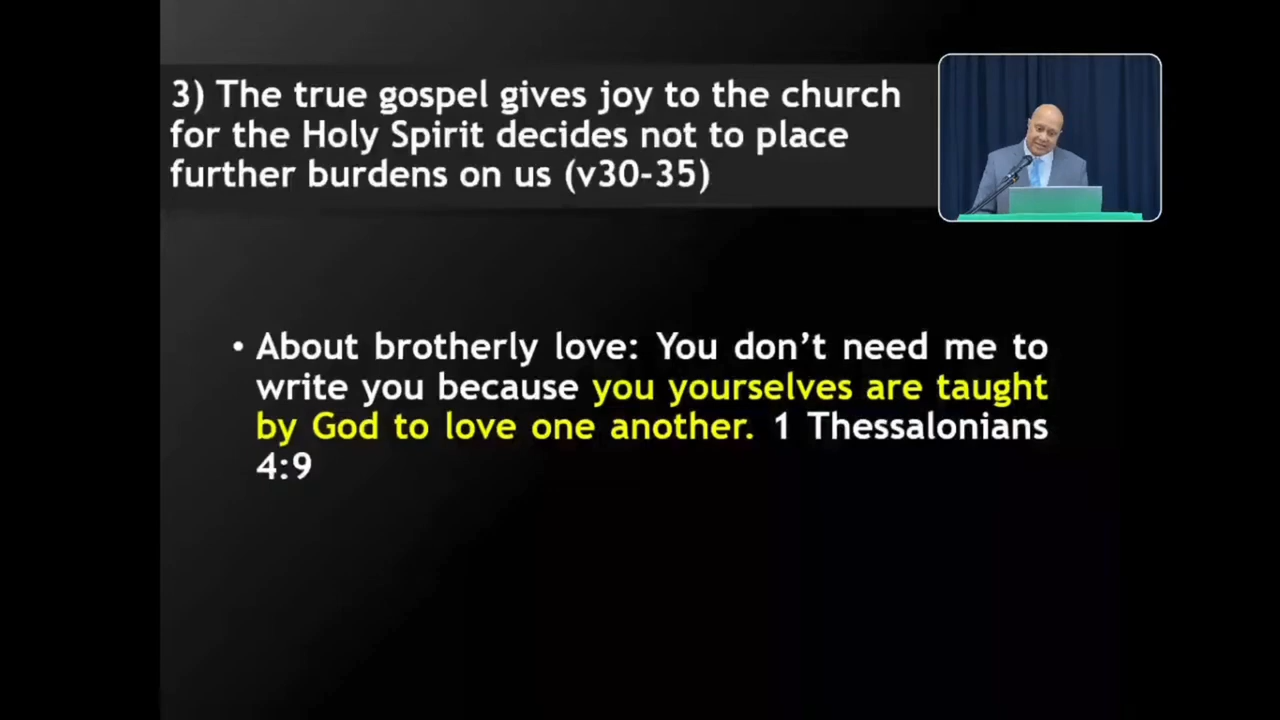 3) The true gospel gives joy to the church
for the Holy Spirit decides not to place
further burdens on us (v30-35)
• About brotherly love: You don’t need me to
write you because you yourselves are taught
by God to love one another. 1 Thessalonians
4:9